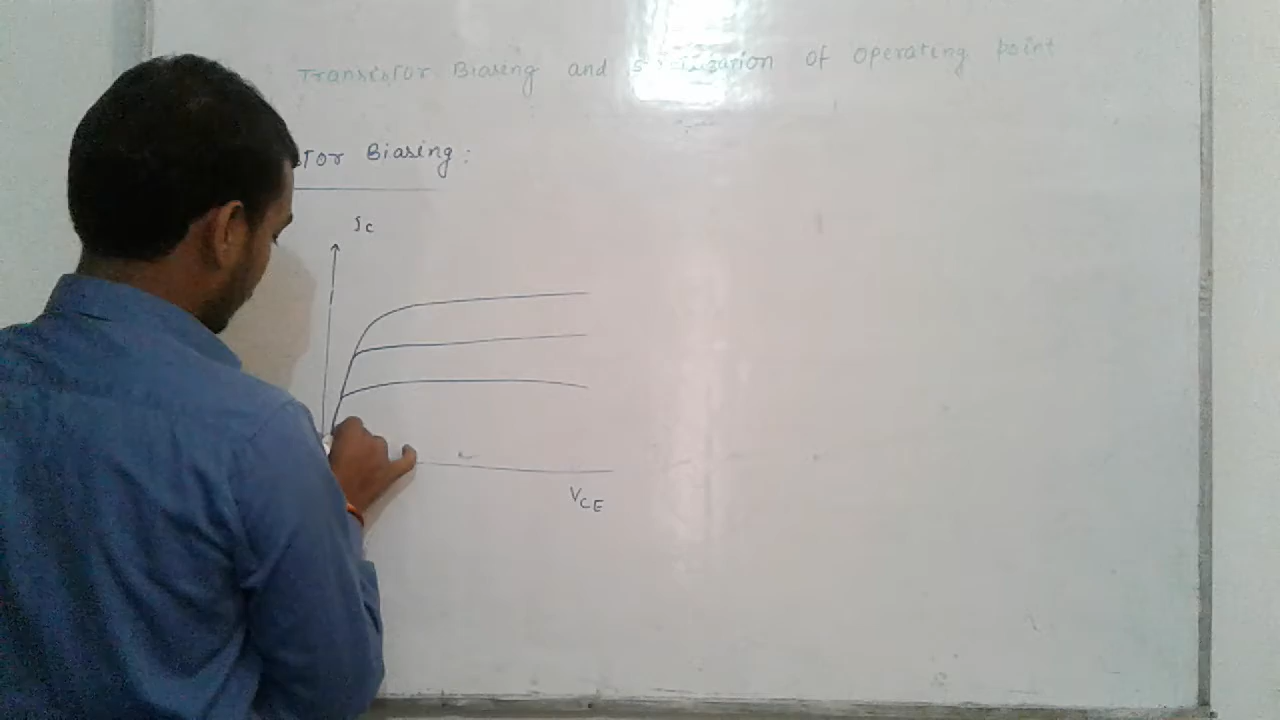 Transistor Biasing and of operating point
Biasing:
Ic
VCE